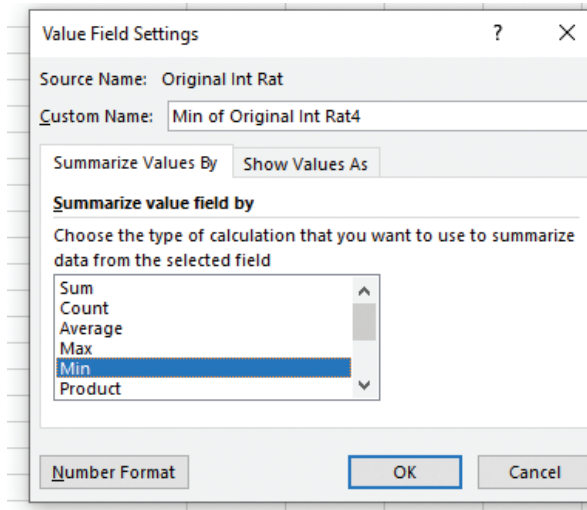 Value Field Settings ? ×
Source Name: Original Int Rat
Custom Name: Min of Original Int Rat4
Summarize Values By Show Values As
Summarize value field by
Choose the type of calculation that you want to use to summarize
data from the selected field
Sum
Count
Average
Max
Min
Product
Number Format OK Cancel